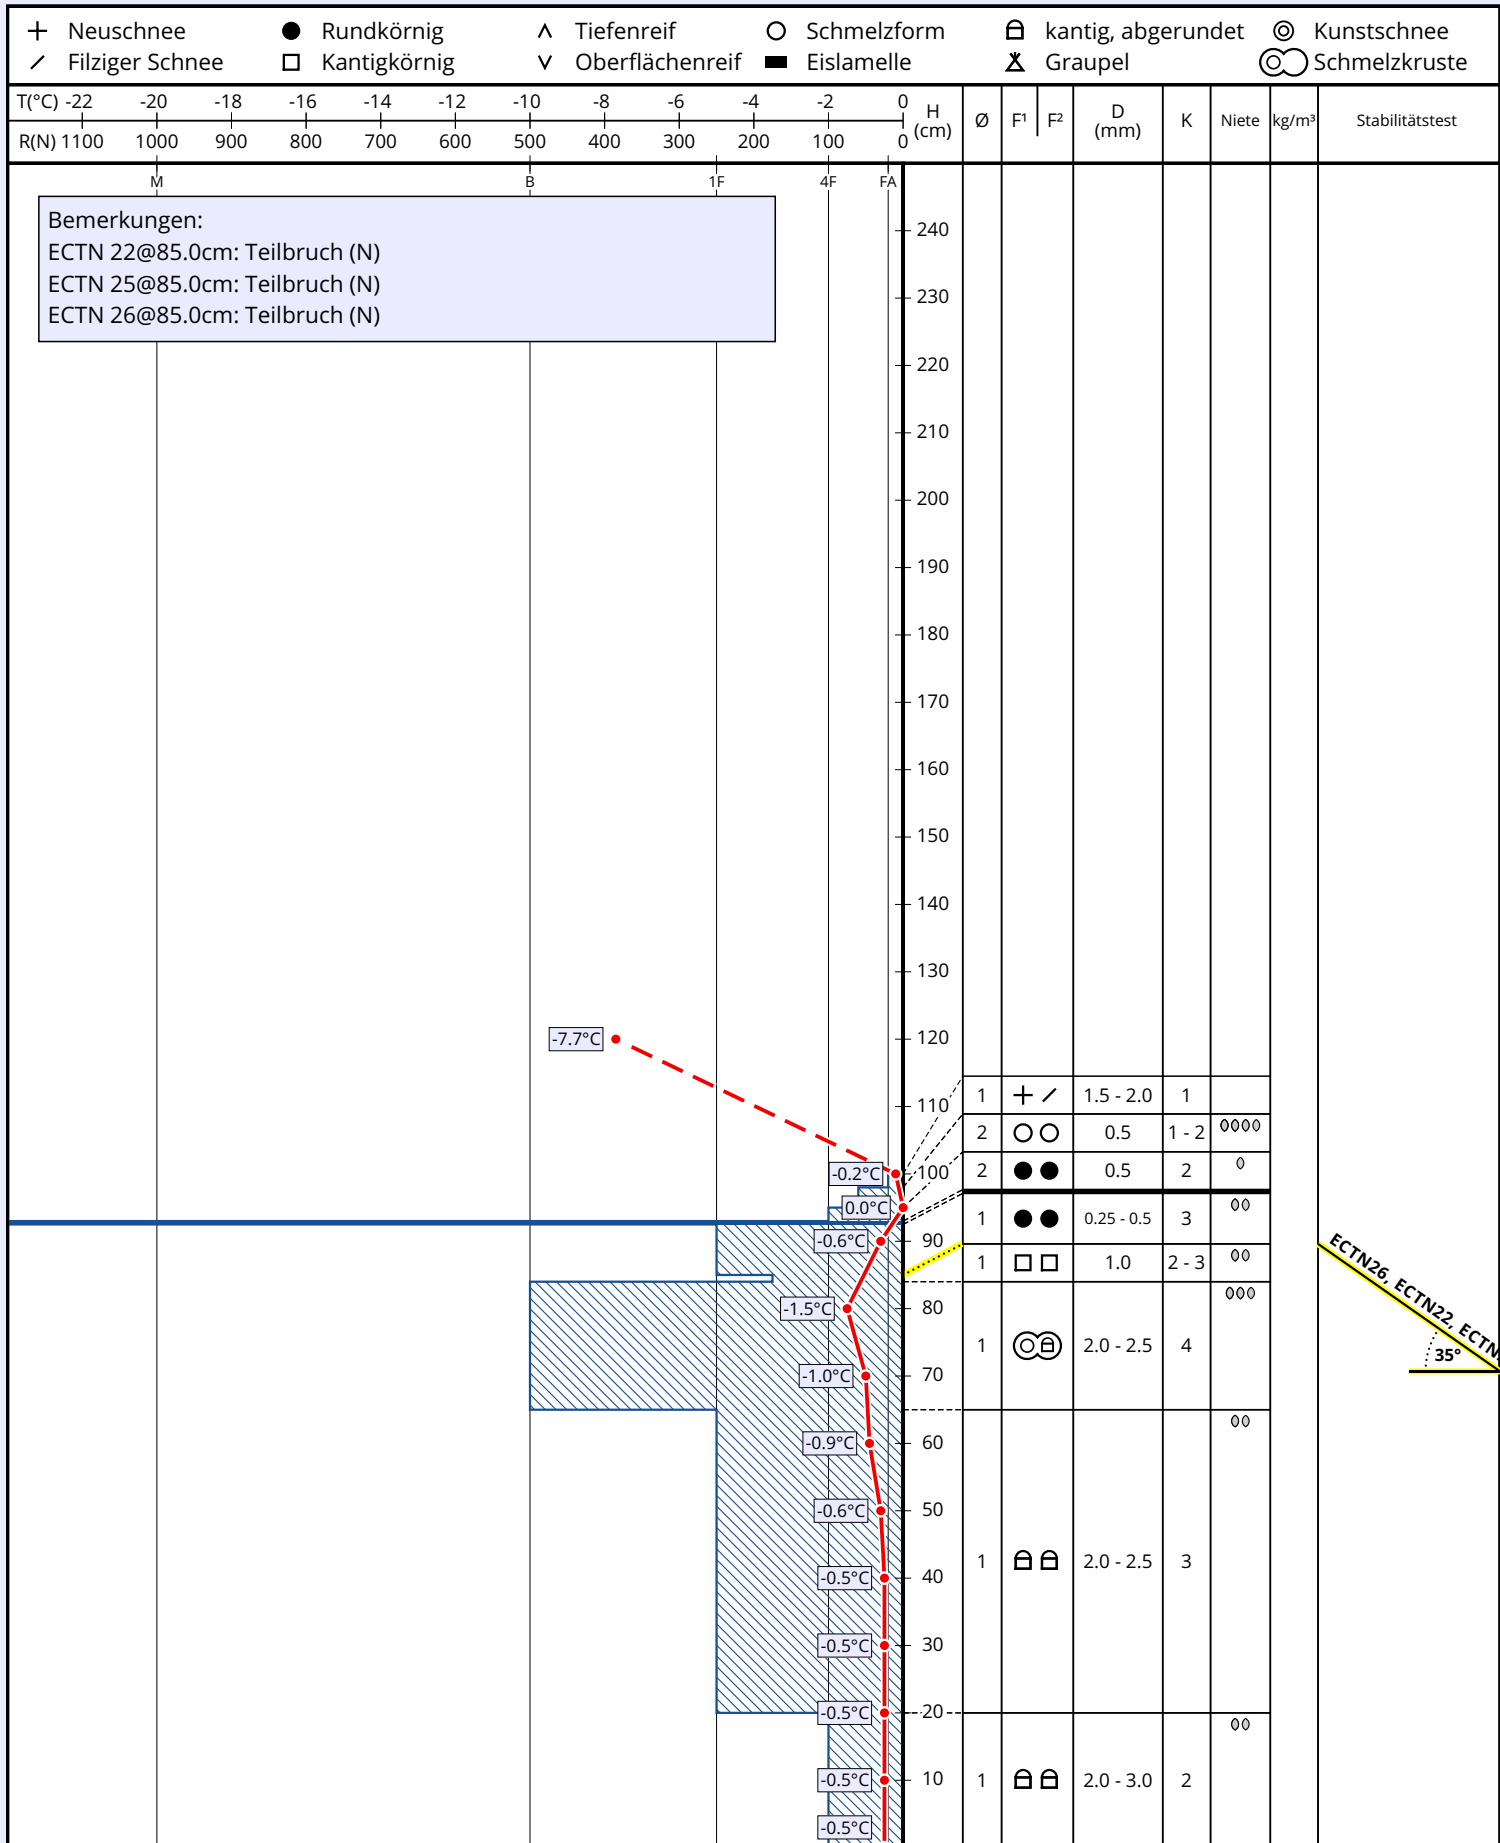 Neuschnee Rundkörnig Tiefenreif Schmelzform kantig, abgerundet Kunstschnee
Filziger Schnee Kantigkörnig Oberflächenreif Eislamelle Graupel Schmelzkruste
T(°C) -22 -20 -18 -16 -14 -12 -10 -8 -6 -4 -2 0
R(N) 1100 1000 900 800 700 600 500 400 300 200 100 0
H (cm) Ø F¹ F² D (mm) K Niete kg/m³ Stabilitätstest
M B 1F 4F FA
Bemerkungen:
ECTN 22@85.0cm: Teilbruch (N)
ECTN 25@85.0cm: Teilbruch (N)
ECTN 26@85.0cm: Teilbruch (N)
240
230
220
210
200
190
180
170
160
150
140
130
-7.7°C 120
1 1.5 - 2.0 1
110
2 0.5 1 - 2
-0.2°C 100 2 0.5 2
0.0°C
1 0.25 - 0.5 3
-0.6°C 90
1 1.0 2 - 3
-1.5°C 80
1 2.0 - 2.5 4
ECTN26, ECTN22, ECTN
35°
-1.0°C 70
-0.9°C 60
-0.6°C 50
1 2.0 - 2.5 3
-0.5°C 40
-0.5°C 30
-0.5°C 20
-0.5°C 10 1 2.0 - 3.0 2
-0.5°C